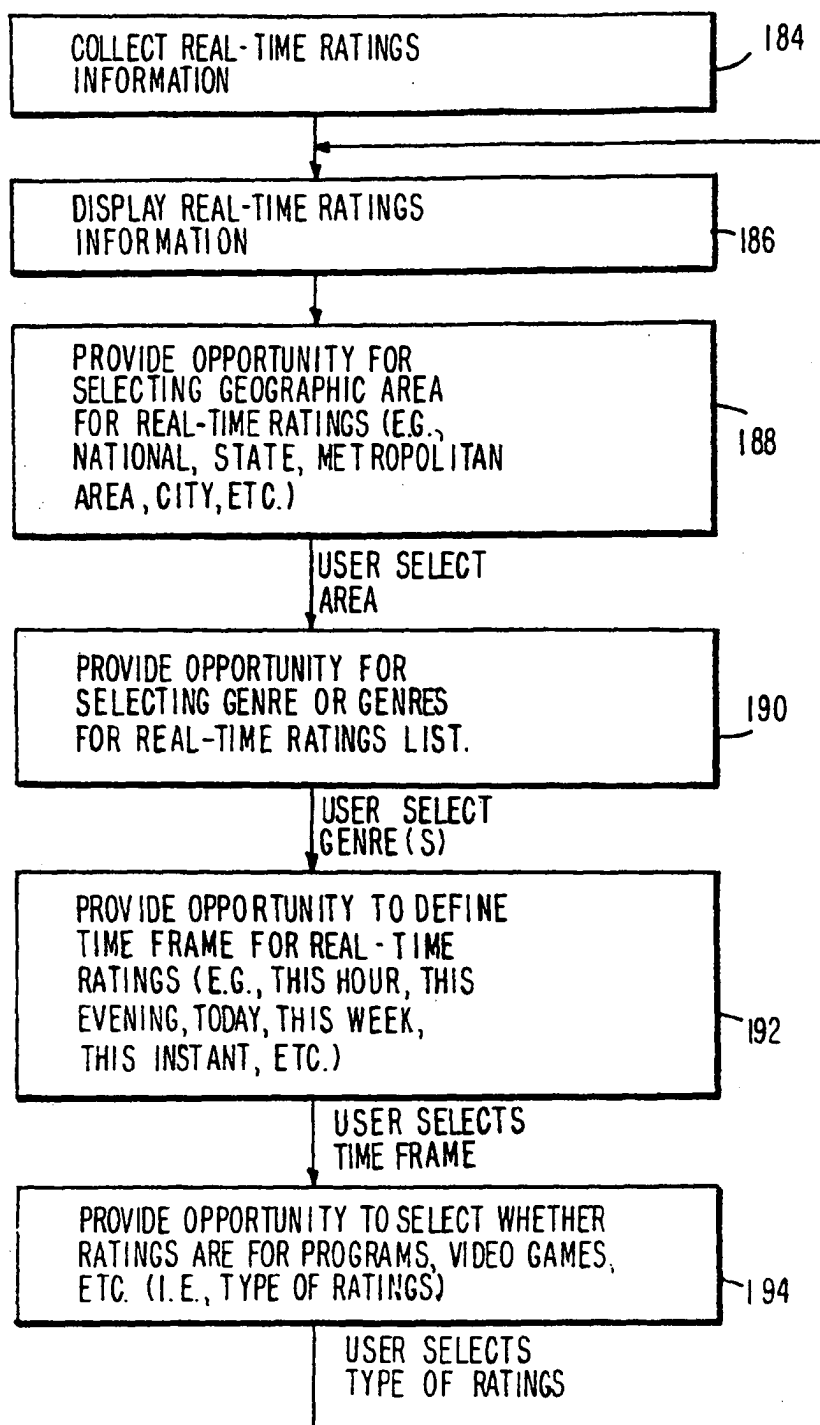 COLLECT REAL-TIME RATINGS
INFORMATION
184
DISPLAY REAL-TIME RATINGS
INFORMATION
186
PROVIDE OPPORTUNITY FOR
SELECTING GEOGRAPHIC AREA
FOR REAL-TIME RATINGS (E.G.,
NATIONAL, STATE, METROPOLITAN
AREA, CITY, ETC.)
188
USER SELECT
AREA
PROVIDE OPPORTUNITY FOR
SELECTING GENRE OR GENRES
FOR REAL-TIME RATINGS LIST.
190
USER SELECT
GENRE(S)
PROVIDE OPPORTUNITY TO DEFINE
TIME FRAME FOR REAL-TIME
RATINGS (E.G., THIS HOUR, THIS
EVENING, TODAY, THIS WEEK,
THIS INSTANT, ETC.)
192
USER SELECTS
TIME FRAME
PROVIDE OPPORTUNITY TO SELECT WHETHER
RATINGS ARE FOR PROGRAMS, VIDEO GAMES,
ETC. (I.E., TYPE OF RATINGS)
194
USER SELECTS
TYPE OF RATINGS